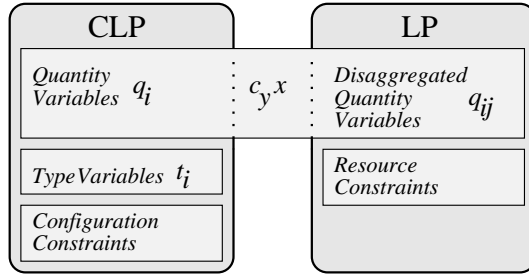 CLP
LP
Quantity
Variables q_i
c_y x
Disaggregated
Quantity
Variables q_ij
TypeVariables t_i
Resource
Constraints
Configuration
Constraints